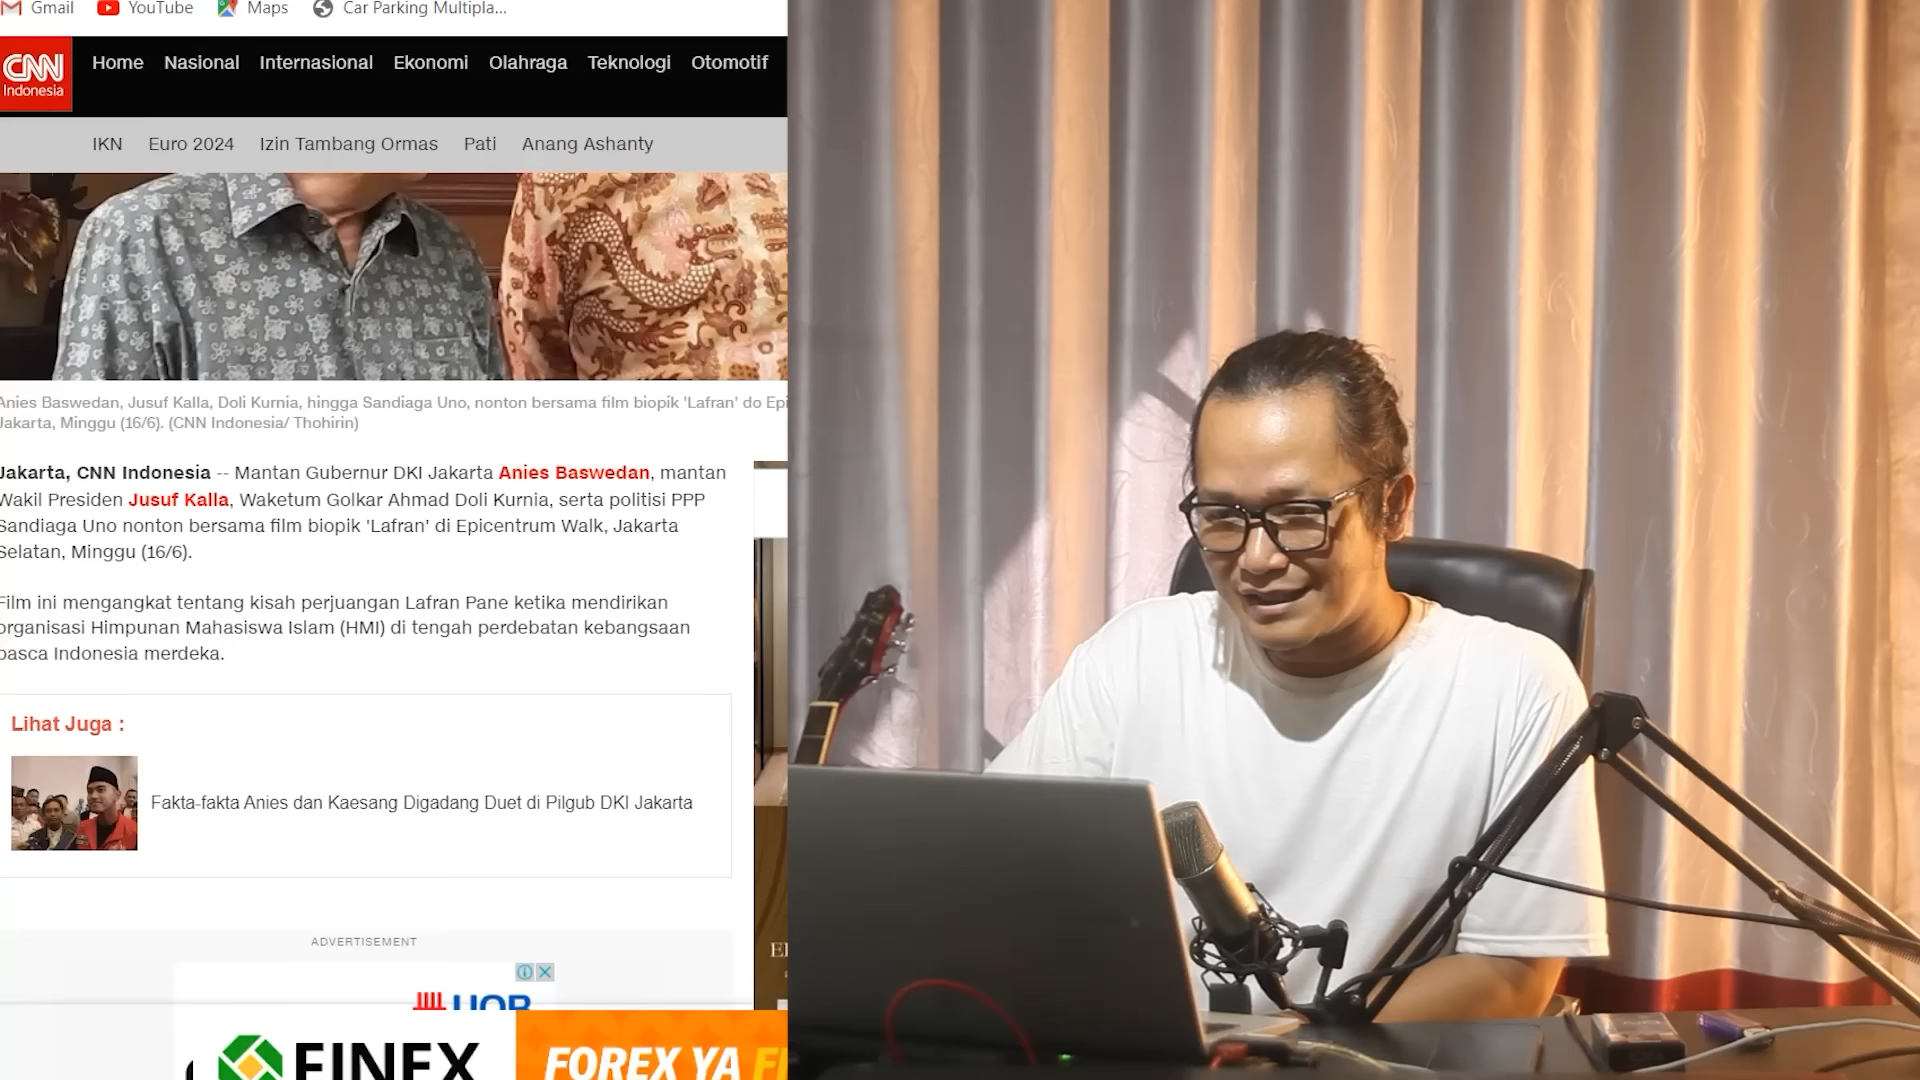 Gmail YouTube Maps Car Parking Multipla...
CNN Indonesia
Home Nasional Internasional Ekonomi Olahraga Teknologi Otomotif
IKN Euro 2024 Izin Tambang Ormas Pati Anang Ashanty
Anies Baswedan, Jusuf Kalla, Doli Kurnia, hingga Sandiaga Uno, nonton bersama film biopik 'Lafran' do Epi
Jakarta, Minggu (16/6). (CNN Indonesia/ Thohirin)
Jakarta, CNN Indonesia -- Mantan Gubernur DKI Jakarta Anies Baswedan, mantan
Wakil Presiden Jusuf Kalla, Waketum Golkar Ahmad Doli Kurnia, serta politisi PPP
Sandiaga Uno nonton bersama film biopik 'Lafran' di Epicentrum Walk, Jakarta
Selatan, Minggu (16/6).
Film ini mengangkat tentang kisah perjuangan Lafran Pane ketika mendirikan
organisasi Himpunan Mahasiswa Islam (HMI) di tengah perdebatan kebangsaan
pasca Indonesia merdeka.
Lihat Juga :
Fakta-fakta Anies dan Kaesang Digadang Duet di Pilgub DKI Jakarta
ADVERTISEMENT
UOB
FINEX
FOREX YA FI